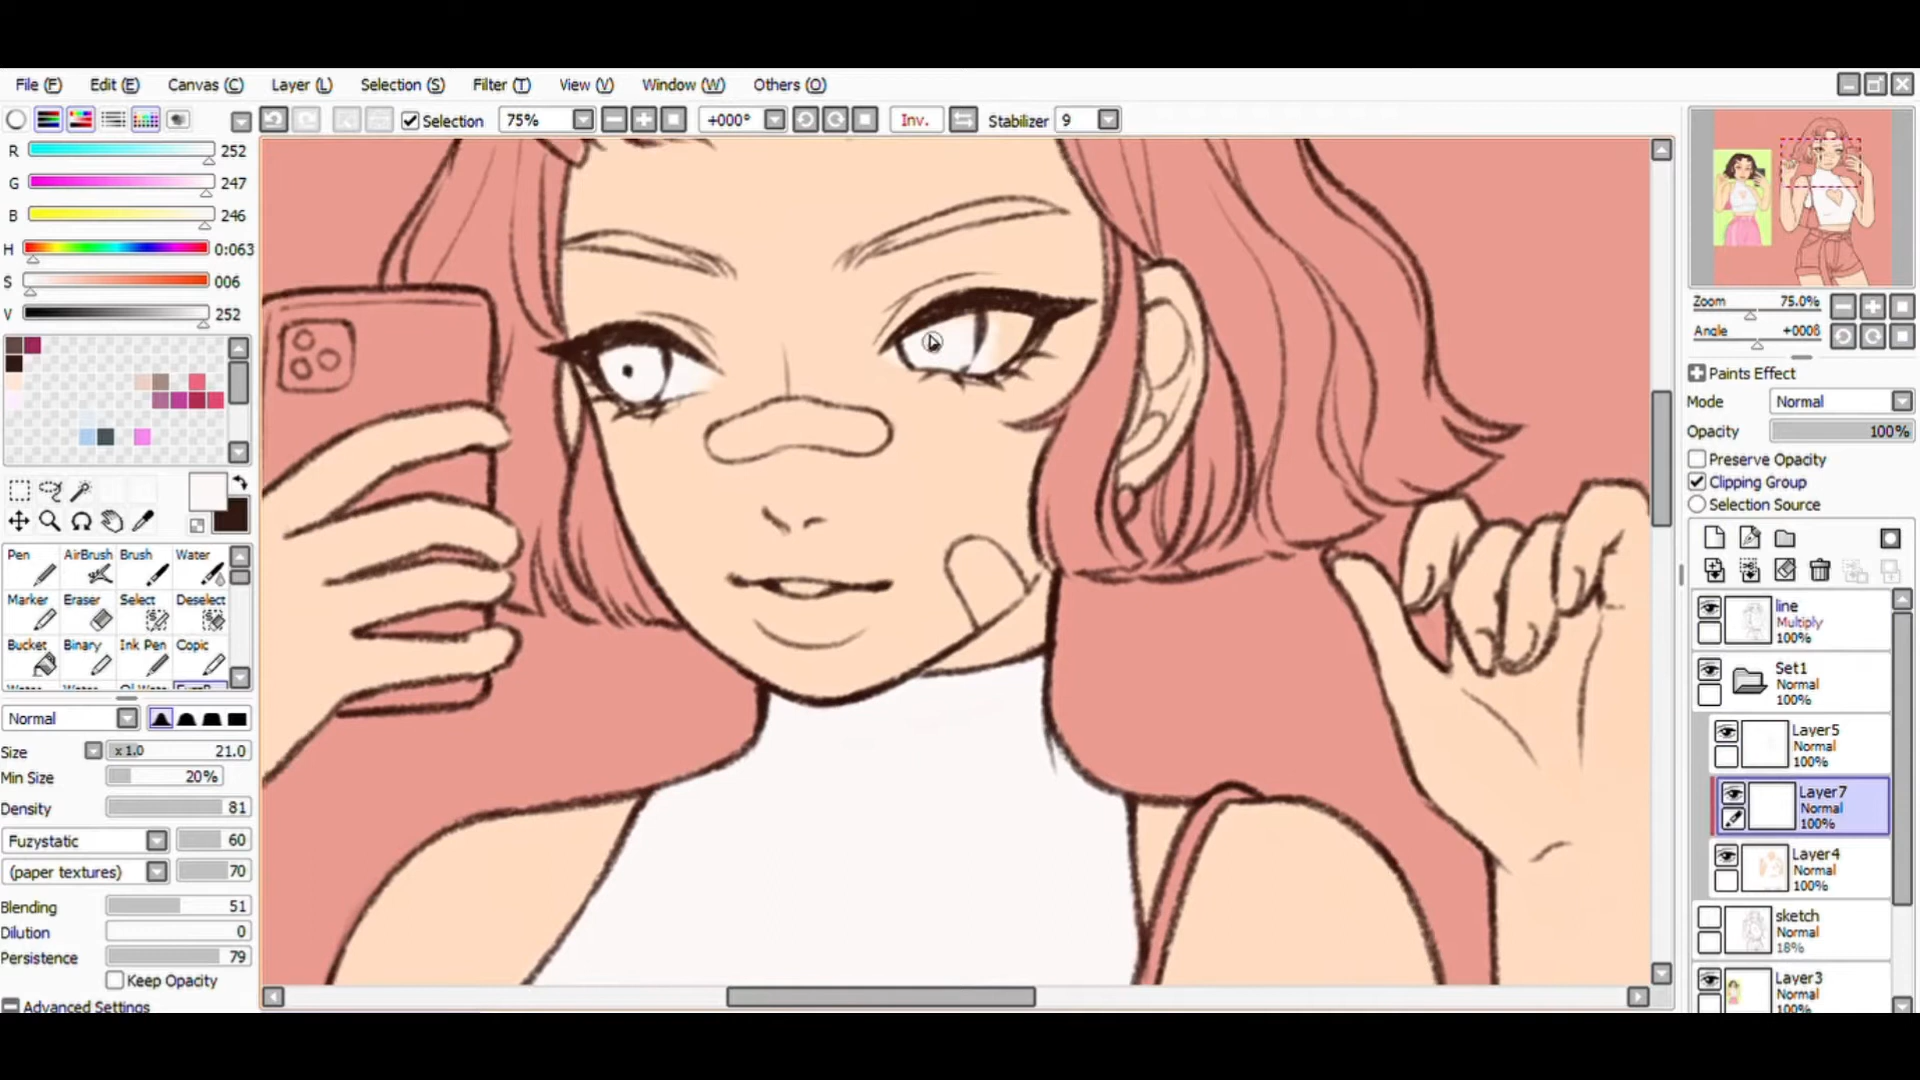 File (F) Edit (E) Canvas (C) Layer (L) Selection (S) Filter (T) View (V) Window (W) Others (O)
Selection 75% +000° Inv. Stabilizer 9
R 252
G 247
B 246
H 0:063
S 006
V 252
Pen AirBrush Brush Water
Marker Eraser Select Deselect
Bucket Binary Ink Pen Copic
Normal
Size x 1.0 21.0
Min Size 20%
Density 81
Fuzystatic 60
(paper textures) 70
Blending 51
Dilution 0
Persistence 79
Keep Opacity
Advanced Settings
Zoom 75.0%
Angle
Paints Effect
Mode Normal
Opacity 100%
Preserve Opacity
Clipping Group
Selection Source
line
Multiply
100%
Set1
Normal
100%
Layer5
Normal
100%
Layer7
Normal
100%
Layer4
Normal
100%
sketch
Normal
18%
Layer3
Normal
100%